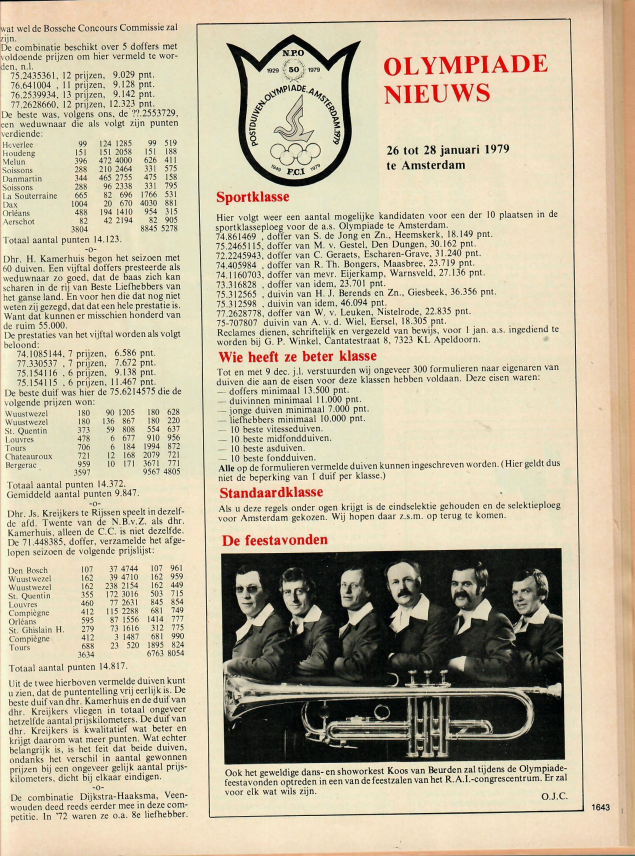 wat wel de Bossche Concours Commissie zal
zijn.
De combinatie beschikt over 5 doffers met
voldoende prijzen om hier vermeld te wor-
den, n.l.
75.2435361, 12 prijzen, 9.029 pnt.
76.641004 , 11 prijzen, 9.128 pnt.
76.2539934, 13 prijzen, 9.142 pnt.
77.2628660, 12 prijzen, 12.323 pnt.
De beste was, volgens ons, de ??.2553729,
een weduwnaar die als volgt zijn punten
verdiende:
Heverlee 99 124 1285 99 519
Houdeng 151 151 2058 151 188
Melun 396 472 4000 626 411
Soissons 288 210 2464 331 575
Danmartin 344 465 2755 475 158
Soissons 288 96 2338 331 795
La Souterraine 665 82 696 1766 531
Dax 1004 20 670 4030 881
Orléans 488 194 1410 954 315
Aerschot 82 42 2194 82 905
3804 8845 5278
Totaal aantal punten 14.123.
-o-
Dhr. H. Kamerhuis begon het seizoen met
60 duiven. Een vijftal doffers presteerde als
weduwnaar zo goed, dat de baas zich kan
scharen in de rij van Beste Liefhebbers van
het ganse land. En voor hen die dat nog niet
weten zij gezegd, dat dat een hele prestatie is.
Want dat kunnen er misschien honderd van
de ruim 55.000.
De prestaties van het vijftal worden als volgt
beloond:
74.1085144, 7 prijzen, 6.586 pnt.
77.330537 , 7 prijzen, 7.672 pnt.
75.154116 , 6 prijzen, 9.138 pnt.
75.154115 , 6 prijzen, 11.467 pnt.
De beste duif was hier de 75.6214575 die de
volgende prijzen won:
Wuustwezel 180 90 1205 180 628
Wuustwezel 180 136 867 180 220
St. Quentin 373 59 808 554 637
Louvres 478 6 677 910 956
Tours 706 6 184 1994 872
Chateauroux 721 12 168 2079 721
Bergerac 959 10 171 3671 771
3597 9567 4805
Totaal aantal punten 14.372.
Gemiddeld aantal punten 9.847.
-o-
Dhr. Js. Kreijkers te Rijssen speelt in dezelf-
de afd. Twente van de N.B.v.Z. als dhr.
Kamerhuis, alleen de C.C. is niet dezelfde.
De 71.448385, doffer, verzamelde het afge-
lopen seizoen de volgende prijslijst:
Den Bosch 107 37 4744 107 961
Wuustwezel 162 39 4710 162 959
Wuustwezel 162 238 2154 162 449
St. Quentin 355 172 3016 503 715
Louvres 460 77 2631 845 854
Compiègne 412 115 2288 681 749
Orléans 595 87 1556 1414 777
St. Ghislain H. 279 73 1616 312 775
Compiègne 412 3 1487 681 990
Tours 688 23 520 1895 824
3634 6763 8054
Totaal aantal punten 14.817.
Uit de twee hierboven vermelde duiven kunt
u zien, dat de puntentelling vrij eerlijk is. De
beste duif van dhr. Kamerhuis en de duif van
dhr. Kreijkers vliegen in totaal ongeveer
hetzelfde aantal prijskilometers. De duif van
dhr. Kreijkers is kwalitatief wat beter en
krijgt daarom wat meer punten. Wat echter
belangrijk is, is het feit dat beide duiven,
ondanks het verschil in aantal gewonnen
prijzen bij een ongeveer gelijk aantal prijs-
kilometers, dicht bij elkaar eindigen.
-o-
De combinatie Dijkstra-Haaksma, Veen-
wouden deed reeds eerder mee in deze com-
petitie. In '72 waren ze o.a. 8e liefhebber.
N.P.O
1929 50 1979
POSTDUIVEN.OLYMPIADE.AMSTERDAM.1979
1949 F.C.I 1979
OLYMPIADE
NIEUWS
26 tot 28 januari 1979
te Amsterdam
Sportklasse
Hier volgt weer een aantal mogelijke kandidaten voor een der 10 plaatsen in de
sportklasseploeg voor de a.s. Olympiade te Amsterdam.
74.861469 , doffer van S. de Jong en Zn., Heemskerk, 18.149 pnt.
75.2465115, doffer van M. v. Gestel, Den Dungen, 30.162 pnt.
72.2245943, doffer van C. Geraets, Escharen-Grave, 31.240 pnt.
74.405984 , doffer van R. Th. Bongers, Maasbree, 23.719 pnt.
74.1160703, doffer van mevr. Eijerkamp, Warnsveld, 27.136 pnt.
73.316828 , doffer van idem, 23.701 pnt.
75.312565 , duivin van H. J. Berends en Zn., Giesbeek, 36.356 pnt.
75.312598 , duivin van idem, 46.094 pnt.
77.2628778, doffer van W. v. Leuken, Nistelrode, 22.835 pnt.
75-707807 duivin van A. v. d. Wiel, Eersel, 18.305 pnt.
Reclames dienen, schriftelijk en vergezeld van bewijs, voor 1 jan. a.s. ingediend te
worden bij G. P. Winkel, Cantatestraat 8, 7323 KL Apeldoorn.
Wie heeft ze beter klasse
Tot en met 9 dec. j.l. verstuurden wij ongeveer 300 formulieren naar eigenaren van
duiven die aan de eisen voor deze klassen hebben voldaan. Deze eisen waren:
— doffers minimaal 13.500 pnt.
— duivinnen minimaal 11.000 pnt.
— jonge duiven minimaal 7.000 pnt.
— liefhebbers minimaal 10.000 pnt.
— 10 beste vitesseduiven.
— 10 beste midfondduiven.
— 10 beste asduiven.
— 10 beste fondduiven.
Alle op de formulieren vermelde duiven kunnen ingeschreven worden. (Hier geldt dus
niet de beperking van 1 duif per klasse.)
Standaardklasse
Als u deze regels onder ogen krijgt is de eindselektie gehouden en de selektieploeg
voor Amsterdam gekozen. Wij hopen daar z.s.m. op terug te komen.
De feestavonden
Ook het geweldige dans- en showorkest Koos van Beurden zal tijdens de Olympiade-
feestavonden optreden in een van de feestzalen van het R.A.I.-congrescentrum. Er zal
voor elk wat wils zijn.
O.J.C.
1643